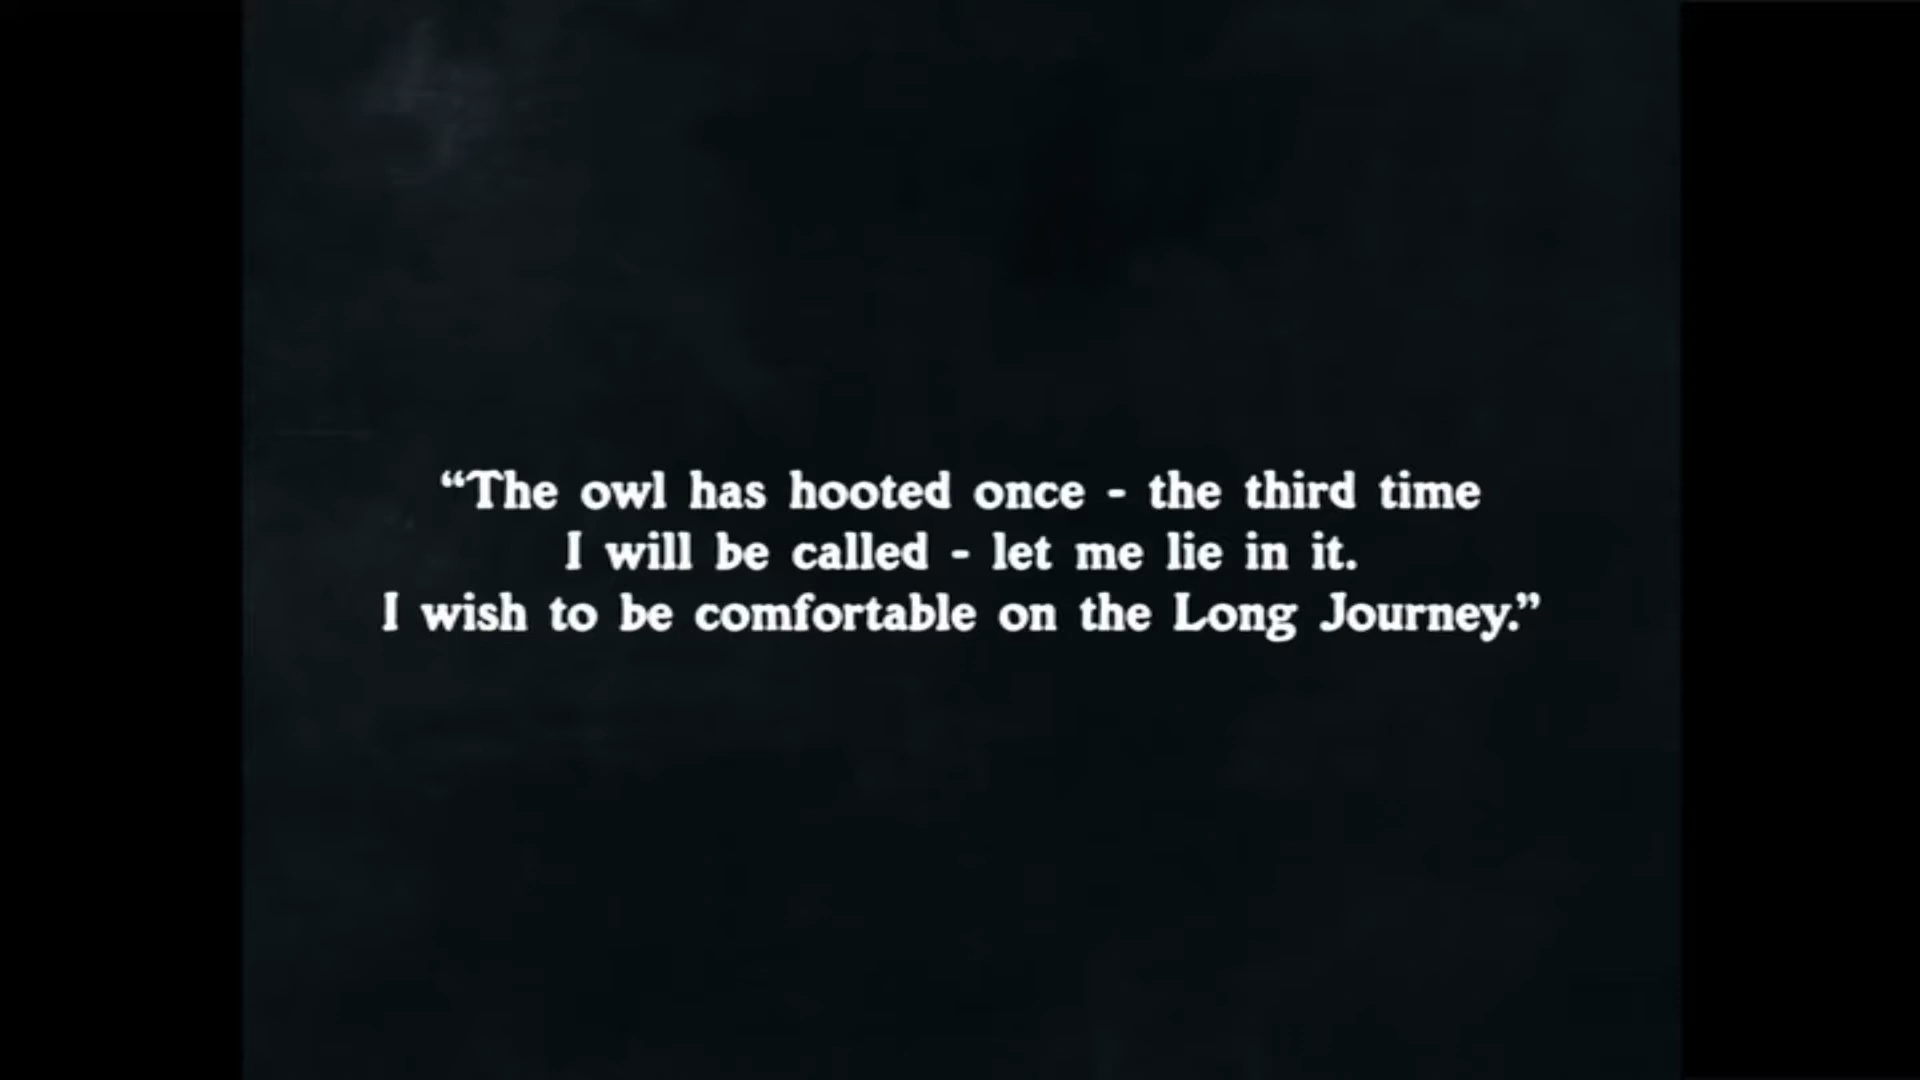 “The owl has hooted once - the third time
I will be called - let me lie in it.
I wish to be comfortable on the Long Journey.”